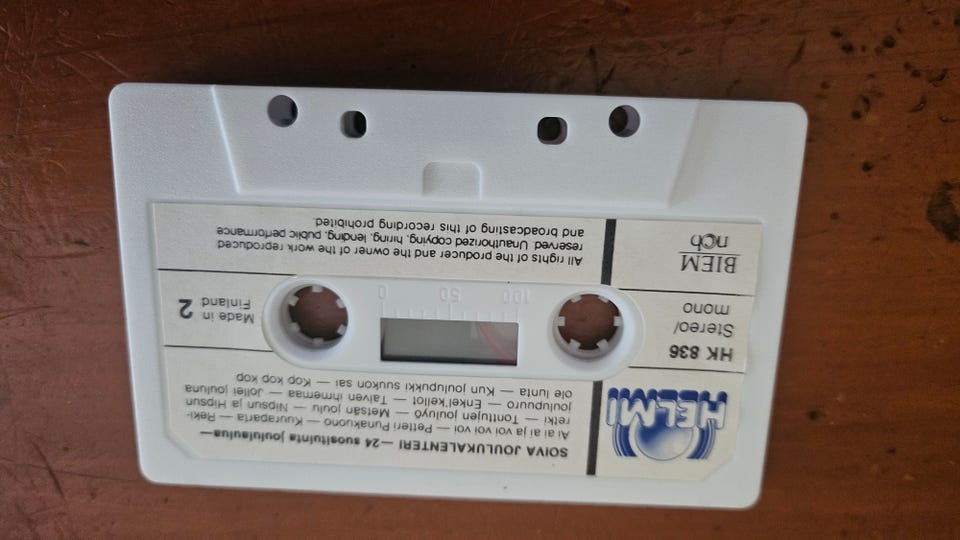 SOIVA JOULUKALENTERI —24 suosituinta joululaulua—
Ai ai ai ja voi voi voi — Petteri Punakuono — Kuuraparta — Reki-
retki — Tonttujen jouluyö — Metsän joulu — Nipsun ja Hipsun
joulupuuro — Enkel'kellot — Talven ihmemaa — Jollei jouluna
ole lunta — Kun joulupukki suukon sai — Kop kop kop
HELMI
HK 836
Stereo/
mono
Made in
Finland
2
100 50 0
BIEM
nCb
All rights of the producer and the owner of the work reproduced
reserved. Unauthorized copying, hiring, lending, public performance
and broadcasting of this recording prohibited.